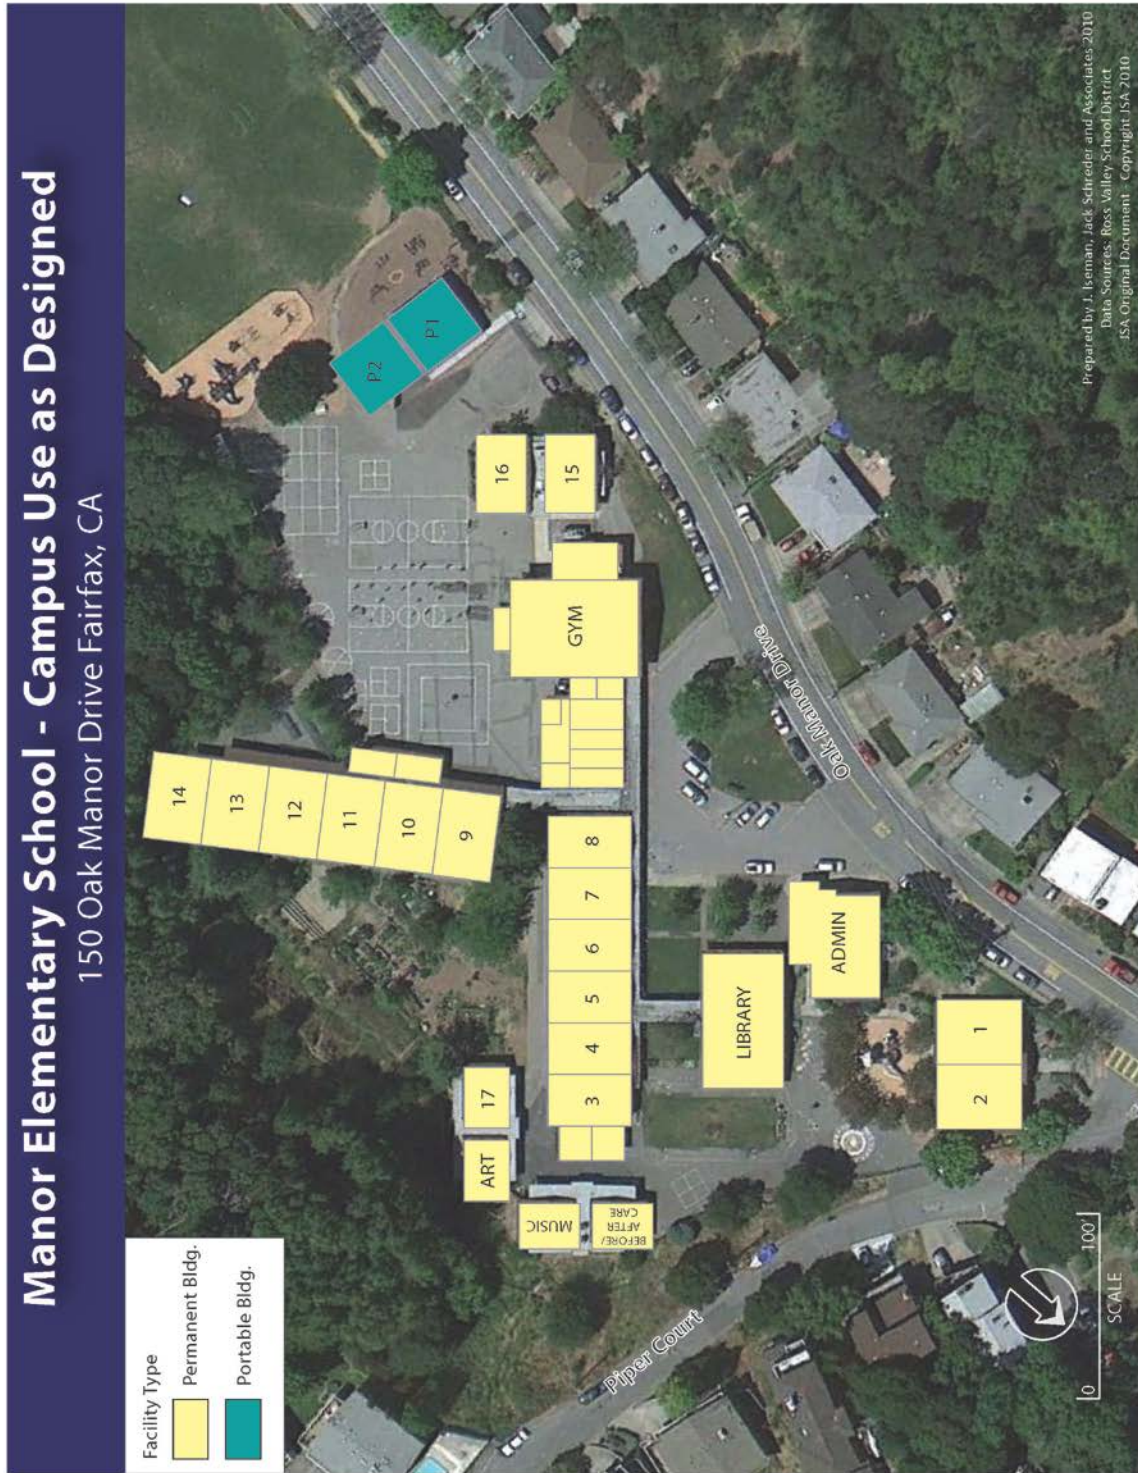 Manor Elementary School - Campus Use as Designed
150 Oak Manor Drive Fairfax, CA
Facility Type
Permanent Bldg.
Portable Bldg.
14
13
12
11
10
9
P2
P1
16
15
GYM
8
7
6
5
4
3
17
ART
MUSIC
BEFORE/
AFTER
CARE
LIBRARY
ADMIN
1
2
Oak Manor Drive
Piper Court
0
100'
SCALE
Prepared by J. Iseman, Jack Schreder and Associates 2010
Data Sources: Ross Valley School District
JSA Original Document - Copyright JSA 2010